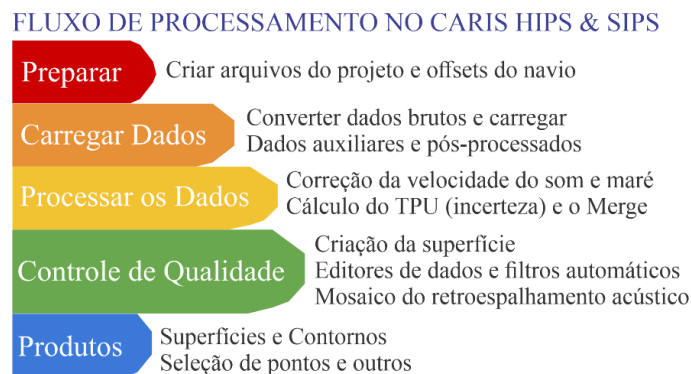 FLUXO DE PROCESSAMENTO NO CARIS HIPS & SIPS
Preparar
Criar arquivos do projeto e offsets do navio
Carregar Dados
Converter dados brutos e carregar
Dados auxiliares e pós-processados
Processar os Dados
Correção da velocidade do som e maré
Cálculo do TPU (incerteza) e o Merge
Controle de Qualidade
Criação da superfície
Editores de dados e filtros automáticos
Mosaico do retroespalhamento acústico
Produtos
Superfícies e Contornos
Seleção de pontos e outros